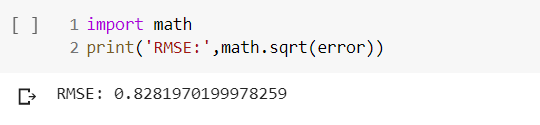 [ ] 1 import math
2 print('RMSE:',math.sqrt(error))
RMSE: 0.8281970199978259